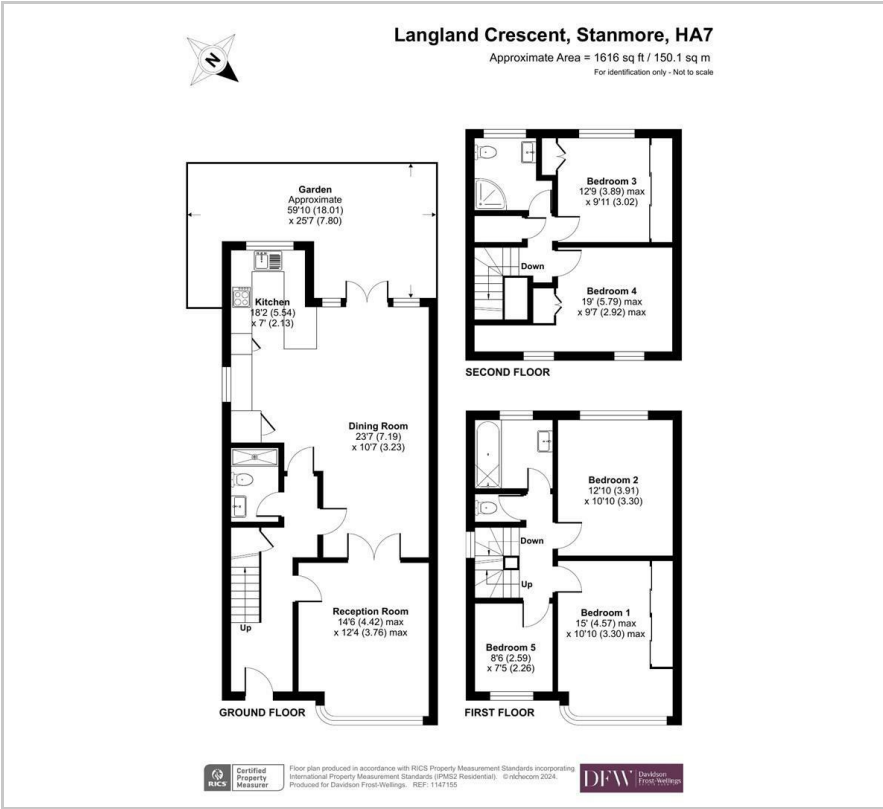 Langland Crescent, Stanmore, HA7
Approximate Area = 1616 sq ft / 150.1 sq m
For identification only - Not to scale
N
Garden
Approximate
59'10 (18.01)
x 25'7 (7.80)
Kitchen
18'2 (5.54)
x 7' (2.13)
Dining Room
23'7 (7.19)
x 10'7 (3.23)
Reception Room
14'6 (4.42) max
x 12'4 (3.76) max
Up
GROUND FLOOR
Bedroom 3
12'9 (3.89) max
x 9'11 (3.02)
Down
Bedroom 4
19' (5.79) max
x 9'7 (2.92) max
SECOND FLOOR
Bedroom 2
12'10 (3.91)
x 10'10 (3.30)
Down
Up
Bedroom 1
15' (4.57) max
x 10'10 (3.30) max
Bedroom 5
8'6 (2.59)
x 7'5 (2.26)
FIRST FLOOR
RICS
Certified
Property
Measurer
Floor plan produced in accordance with RICS Property Measurement Standards incorporating
International Property Measurement Standards (IPMS2 Residential). © nichecom 2024.
Produced for Davidson Frost-Wellings. REF: 1147155
DFW
Davidson
Frost-Wellings